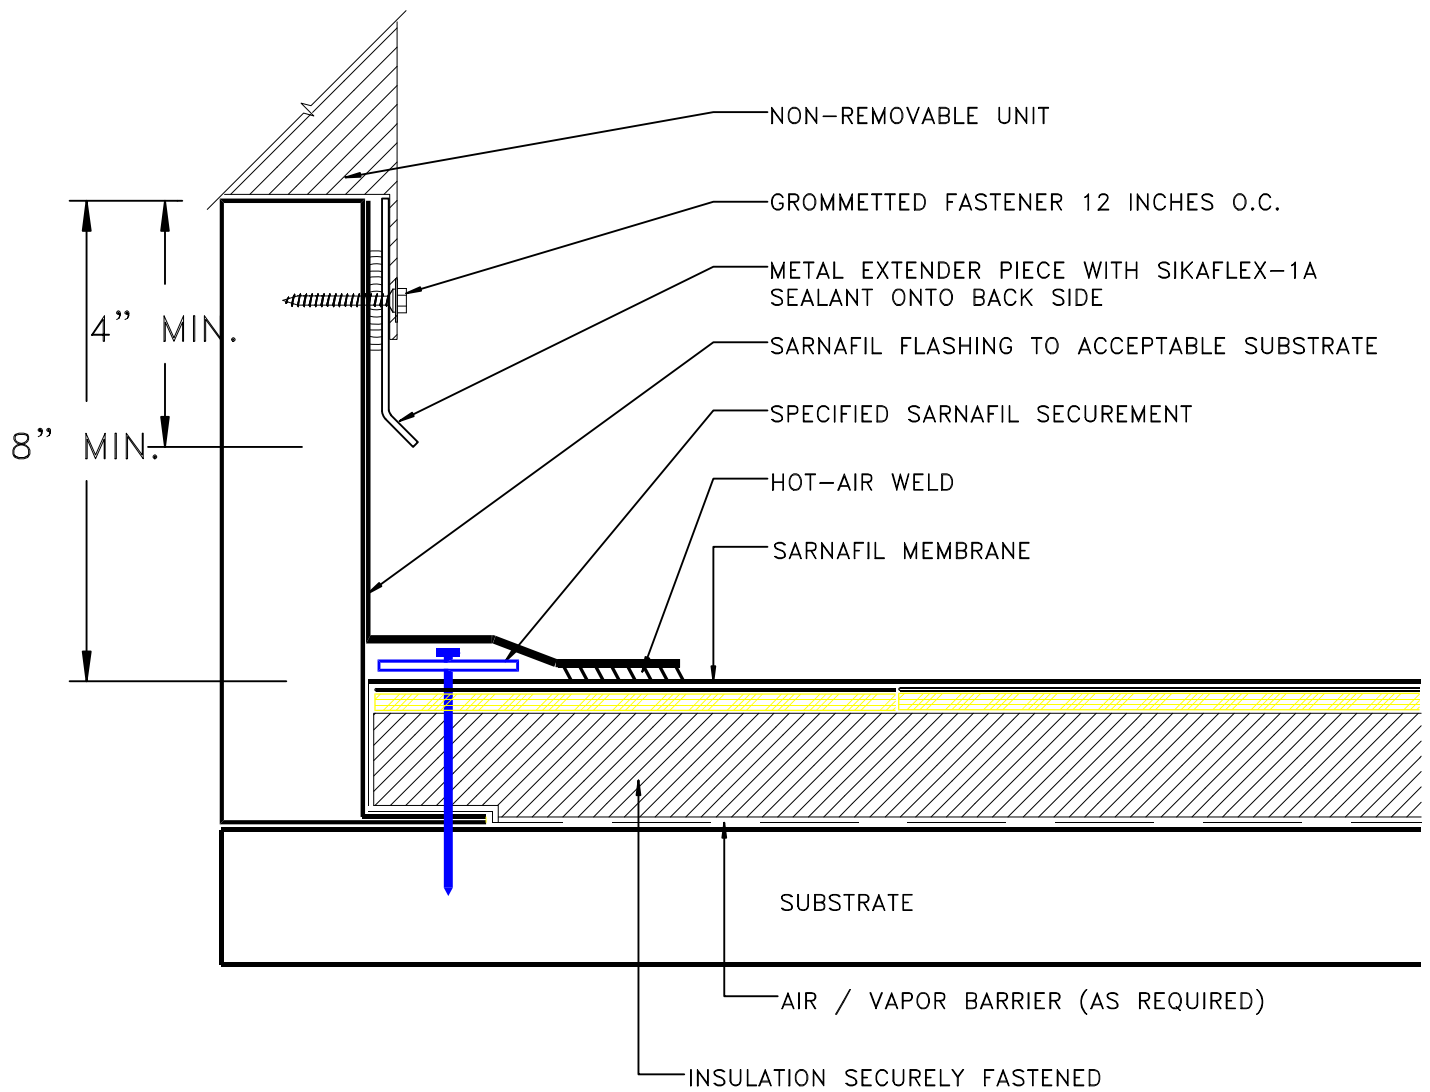 NON-REMOVABLE UNIT
GROMMETTED FASTENER 12 INCHES O.C.
METAL EXTENDER PIECE WITH SIKAFLEX-1A
SEALANT ONTO BACK SIDE
4” MIN.
SARNAFIL FLASHING TO ACCEPTABLE SUBSTRATE
SPECIFIED SARNAFIL SECUREMENT
8” MIN.
HOT-AIR WELD
SARNAFIL MEMBRANE
SUBSTRATE
AIR / VAPOR BARRIER (AS REQUIRED)
INSULATION SECURELY FASTENED